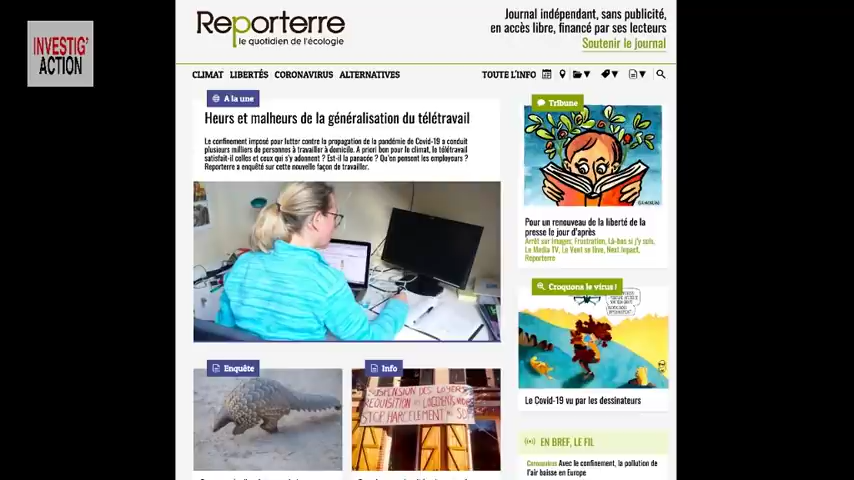 INVESTIG'
ACTION
Reporterre
le quotidien de l'écologie
Journal indépendant, sans publicité,
en accès libre, financé par ses lecteurs
Soutenir le journal
CLIMAT LIBERTÉS CORONAVIRUS ALTERNATIVES
TOUTE L'INFO
A la une
Heurs et malheurs de la généralisation du télétravail
Le confinement imposé pour lutter contre la propagation de la pandémie de Covid-19 a conduit
plusieurs milliers de personnes à travailler à domicile. A priori bon pour le climat, le télétravail
satisfait-il celles et ceux qui s'y adonnent ? Est-il la panacée ? Qu'en pensent les employeurs ?
Reporterre a enquêté sur cette nouvelle façon de travailler.
Tribune
Pour un renouveau de la liberté de la
presse le jour d'après
Arrêt sur Images, Frustration, Là-bas si j'y suis,
Le Media TV, Le Vent se lève, Next Inpact,
Reporterre
Croquons le virus !
Le Covid-19 vu par les dessinateurs
Enquête
Info
SUSPENSION DES LOYERS
RÉQUISITION LOGEMENTS
STOP HARCÈLEMENT
EN BREF, LE FIL
Coronavirus Avec le confinement, la pollution de
l'air baisse en Europe